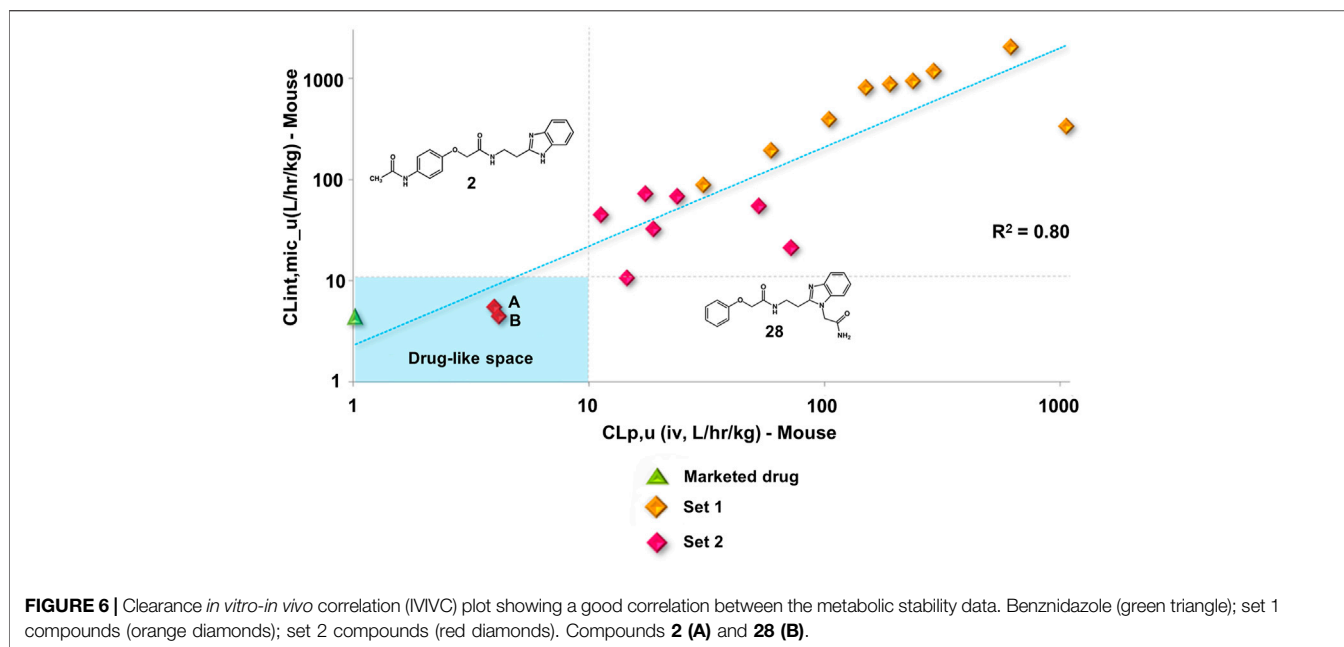 CLint,mic_u(L/hr/kg) - Mouse
1000
100
10
1
O
CH₃
N
H
O
O
N
H
N
N
H
2
R² = 0.80
A
B
Drug-like space
O
O
N
H
N
N
O
NH₂
28
1
10
100
1000
CLp,u (iv, L/hr/kg) - Mouse
Marketed drug
Set 1
Set 2
FIGURE 6 | Clearance in vitro-in vivo correlation (IVIVC) plot showing a good correlation between the metabolic stability data. Benznidazole (green triangle); set 1
compounds (orange diamonds); set 2 compounds (red diamonds). Compounds 2 (A) and 28 (B).